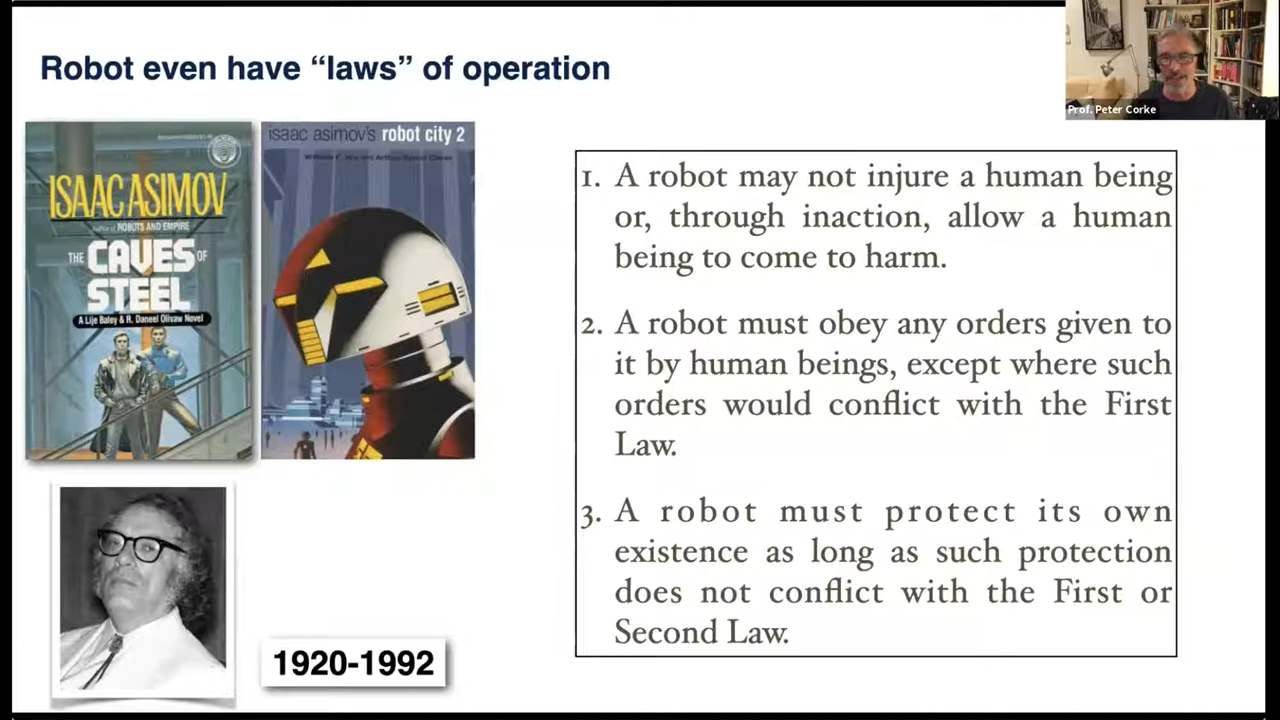 Robot even have “laws” of operation
Prof. Peter Corke
ISAAC ASIMOV
Author of ROBOTS AND EMPIRE
THE CAVES OF
STEEL
A Lije Baley & R. Daneel Olivaw Novel
isaac asimov's robot city 2
1. A robot may not injure a human being
or, through inaction, allow a human
being to come to harm.
2. A robot must obey any orders given to
it by human beings, except where such
orders would conflict with the First
Law.
3. A robot must protect its own
existence as long as such protection
does not conflict with the First or
Second Law.
1920-1992